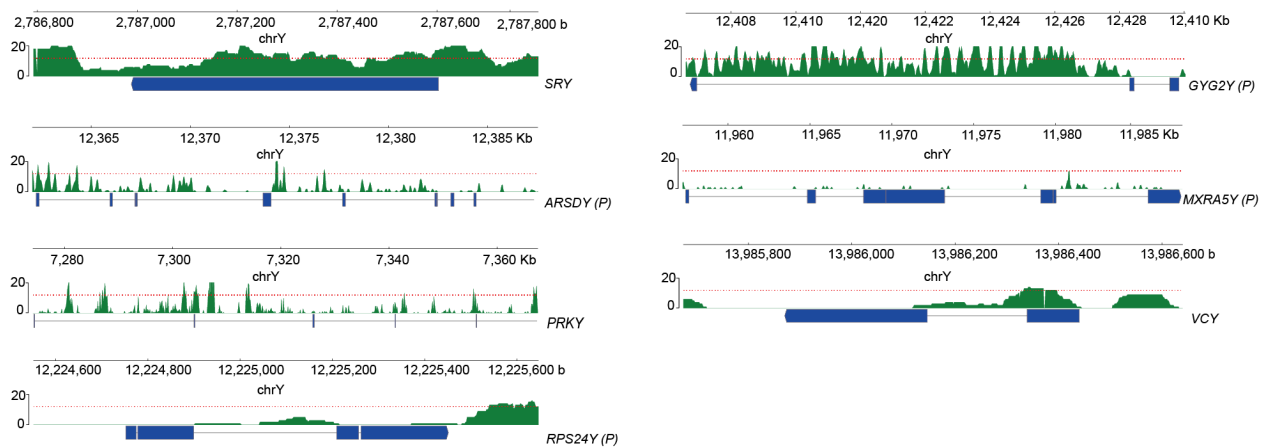 2,766,800 2,787,000 2,787,200 2,787,400 2,787,600 2,787,800 b
chrY
20
0
SRY
12,365 12,370 12,375 12,380 12,385 Kb
chrY
20
0
ARSDY (P)
7,280 7,300 7,320 7,340 7,360 Kb
chrY
20
0
PRKY
12,224,600 12,224,800 12,225,000 12,225,200 12,225,400 12,225,600 b
chrY
20
0
RPS24Y (P)
12,408 12,410 12,420 12,422 12,424 12,426 12,428 12,410 Kb
chrY
20
0
GYG2Y (P)
11,960 11,965 11,970 11,975 11,980 11,985 Kb
chrY
20
0
MXRA5Y (P)
13,985,800 13,986,000 13,986,200 13,986,400 13,986,600 b
chrY
20
0
VCY